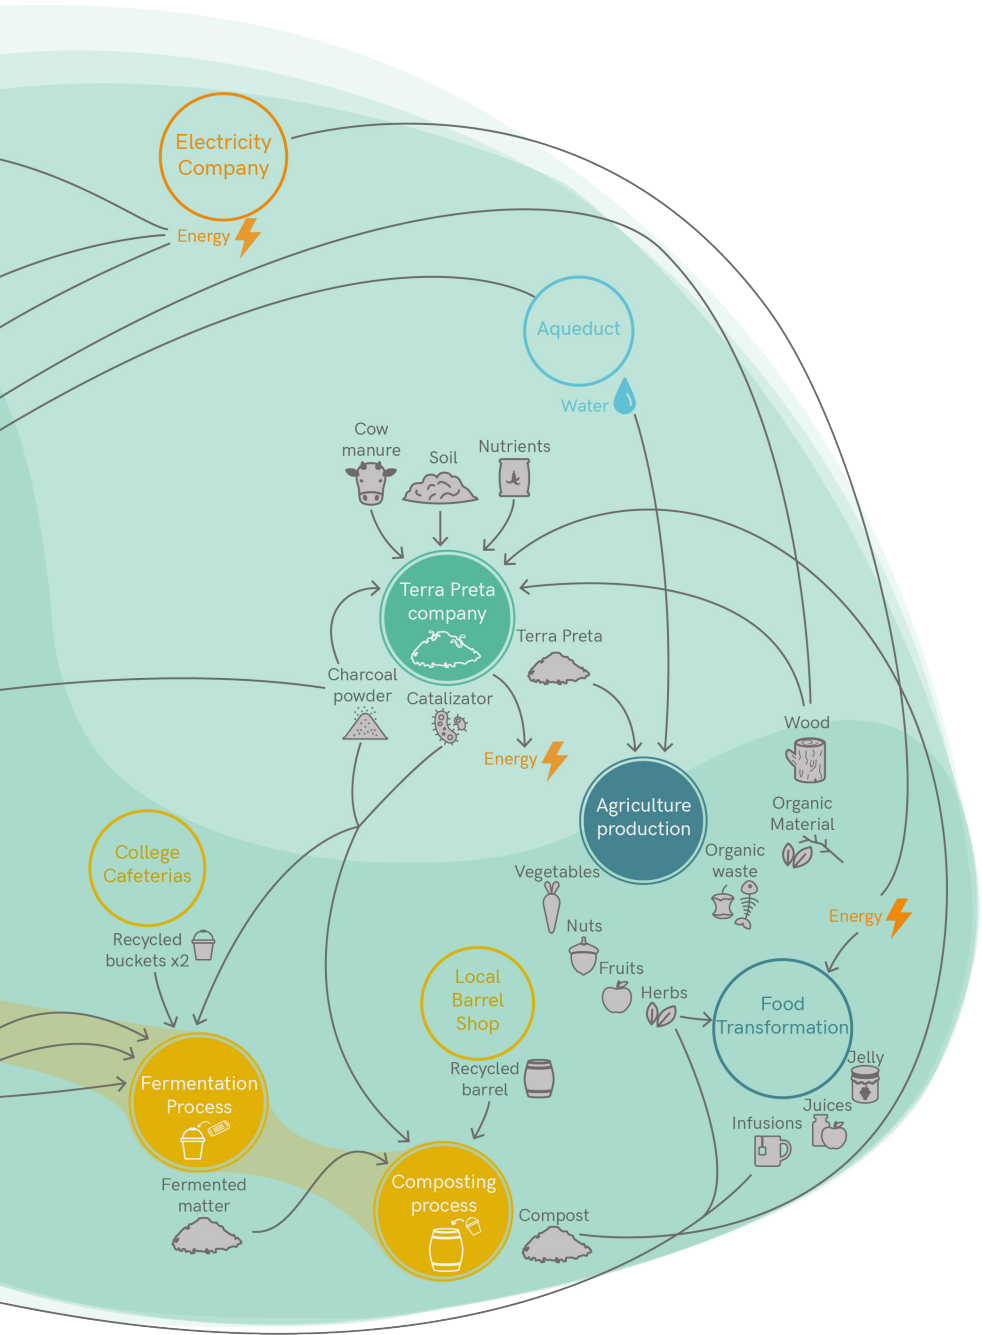 Electricity
Company
Energy
Aqueduct
Water
Cow
manure
Soil
Nutrients
Terra Preta
company
Terra Preta
Charcoal
powder
Catalizator
Energy
Wood
Agriculture
production
Organic
Material
Organic
waste
College
Cafeterias
Vegetables
Recycled
buckets x2
Nuts
Energy
Fruits
Herbs
Local
Barrel
Shop
Food
Transformation
Recycled
barrel
Jelly
Juices
Infusions
Fermentation
Process
Fermented
matter
Composting
process
Compost